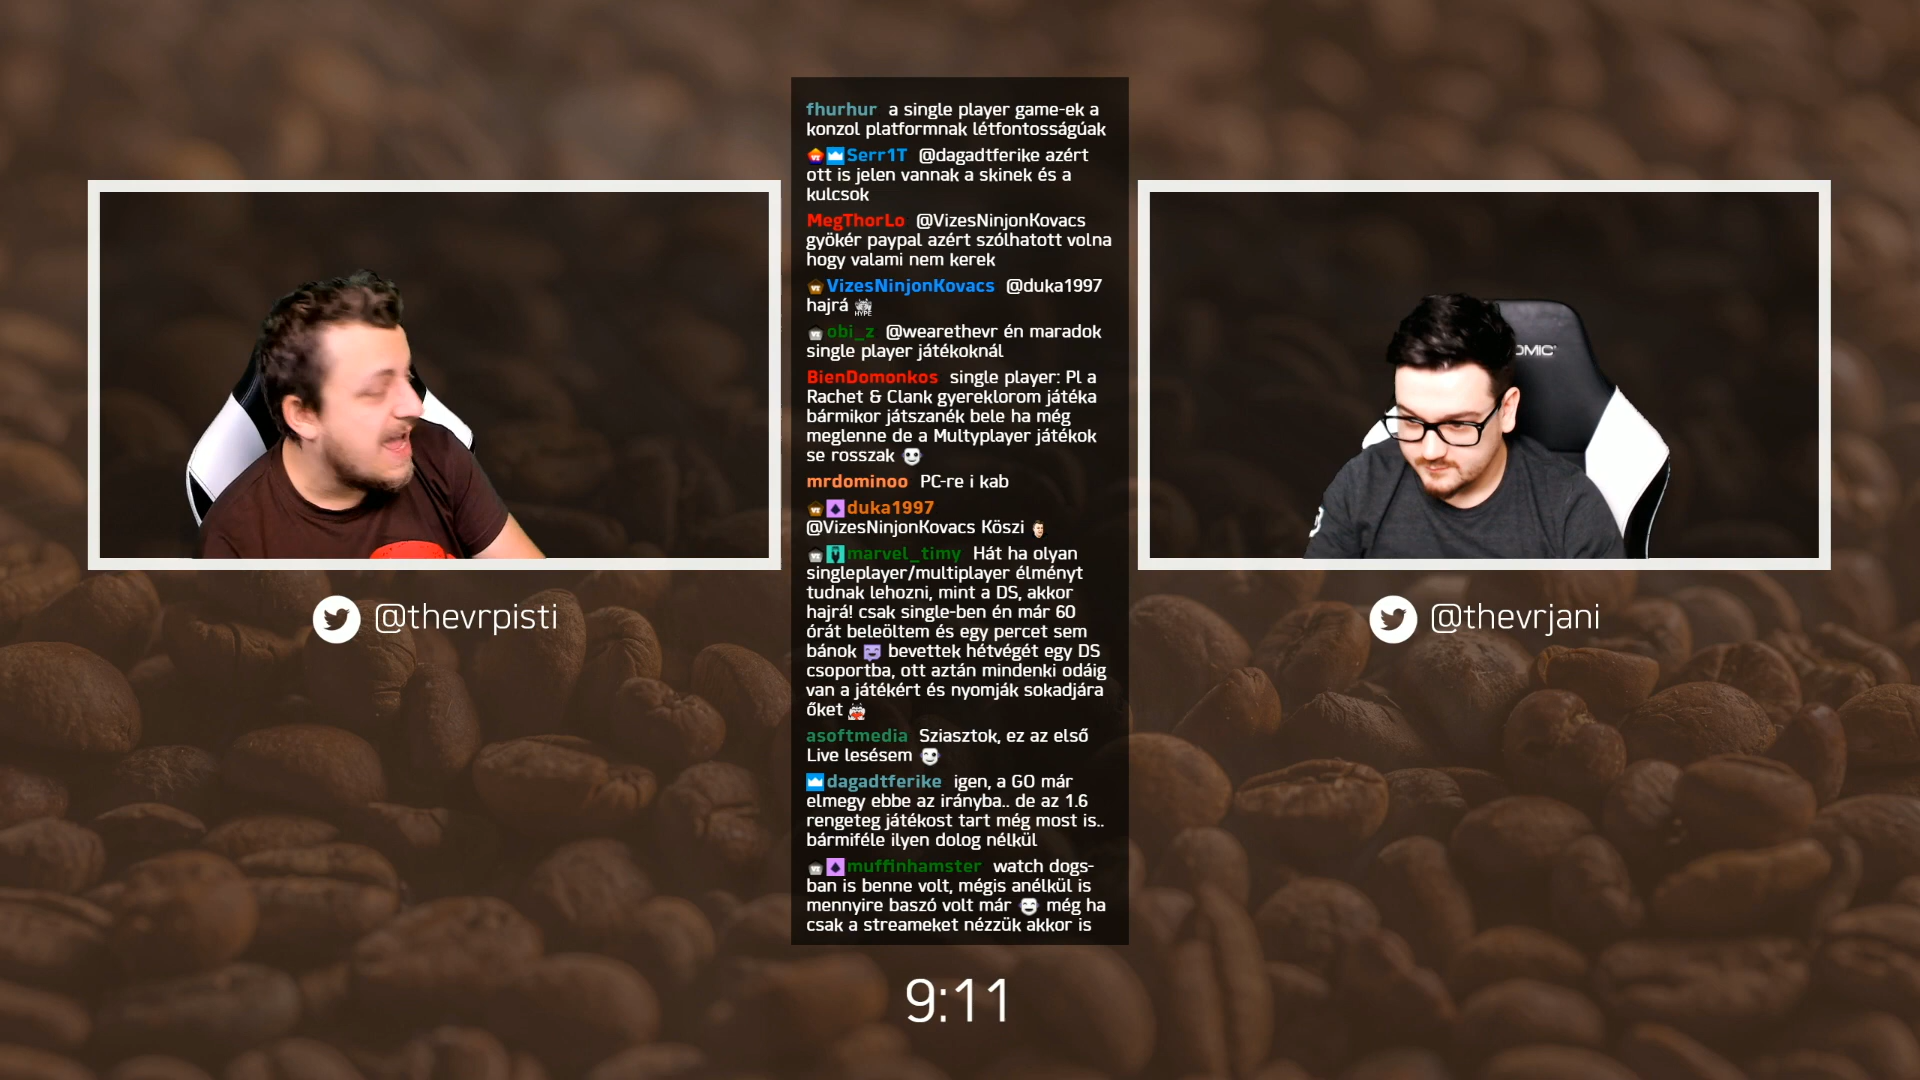 fhurhur a single player game-ek a
konzol platformnak létfontosságúak
Serr1T @dagadtferike azért
ott is jelen vannak a skinek és a
kulcsok
MegThorLo @VizesNinjonKovacs
gyökér paypal azért szólhatott volna
hogy valami nem kerek
VizesNinjonKovacs @duka1997
hajrá HYPE
obi_z @wearethevr én maradok
single player játékoknál
BienDomonkos single player: Pl a
Rachet & Clank gyereklorom játéka
bármikor játszanék bele ha még
meglenne de a Multyplayer játékok
se rosszak
mrdominoo PC-re i kab
duka1997
@VizesNinjonKovacs Köszi
marvel_timy Hát ha olyan
singleplayer/multiplayer élményt
tudnak lehozni, mint a DS, akkor
hajrá! csak single-ben én már 60
órát beleöltem és egy percet sem
bánok bevettek hétvégét egy DS
csoportba, ott aztán mindenki odáig
van a játékért és nyomják sokadjára
őket
asoftmedia Sziasztok, ez az első
Live lesésem
dagadtferike igen, a GO már
elmegy ebbe az irányba.. de az 1.6
rengeteg játékost tart még most is..
bármiféle ilyen dolog nélkül
muffinhamster watch dogs-
ban is benne volt, mégis anélkül is
mennyire baszó volt már még ha
csak a streameket nézzük akkor is
@thevrpisti
OMIC
@thevrjani
9:11